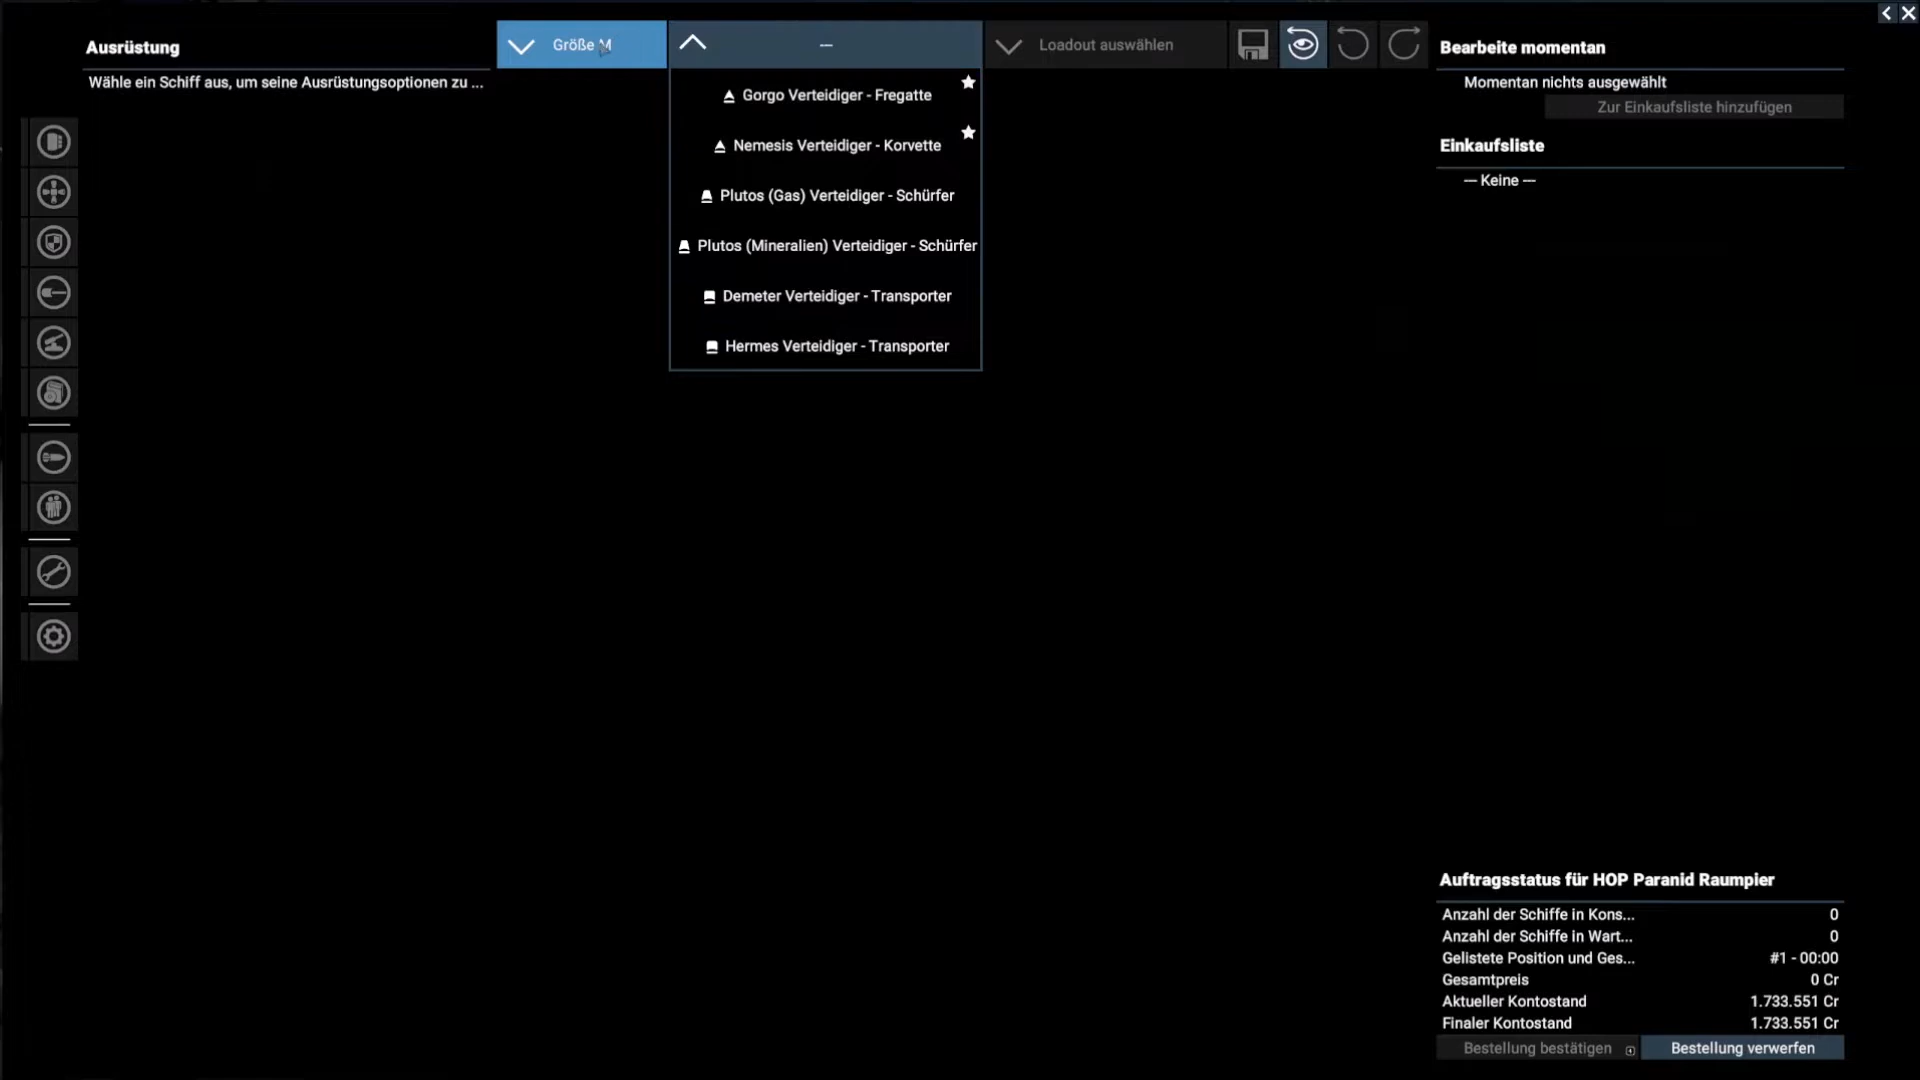 Ausrüstung
Wähle ein Schiff aus, um seine Ausrüstungsoptionen zu ...
Größe M
—
Loadout auswählen
Gorgo Verteidiger - Fregatte
Nemesis Verteidiger - Korvette
Plutos (Gas) Verteidiger - Schürfer
Plutos (Mineralien) Verteidiger - Schürfer
Demeter Verteidiger - Transporter
Hermes Verteidiger - Transporter
Bearbeite momentan
Momentan nichts ausgewählt
Zur Einkaufsliste hinzufügen
Einkaufsliste
— Keine —
Auftragsstatus für HOP Paranid Raumpier
Anzahl der Schiffe in Kons... 0
Anzahl der Schiffe in Wart... 0
Gelistete Position und Ges... #1 - 00:00
Gesamtpreis 0 Cr
Aktueller Kontostand 1.733.551 Cr
Finaler Kontostand 1.733.551 Cr
Bestellung bestätigen
Bestellung verwerfen